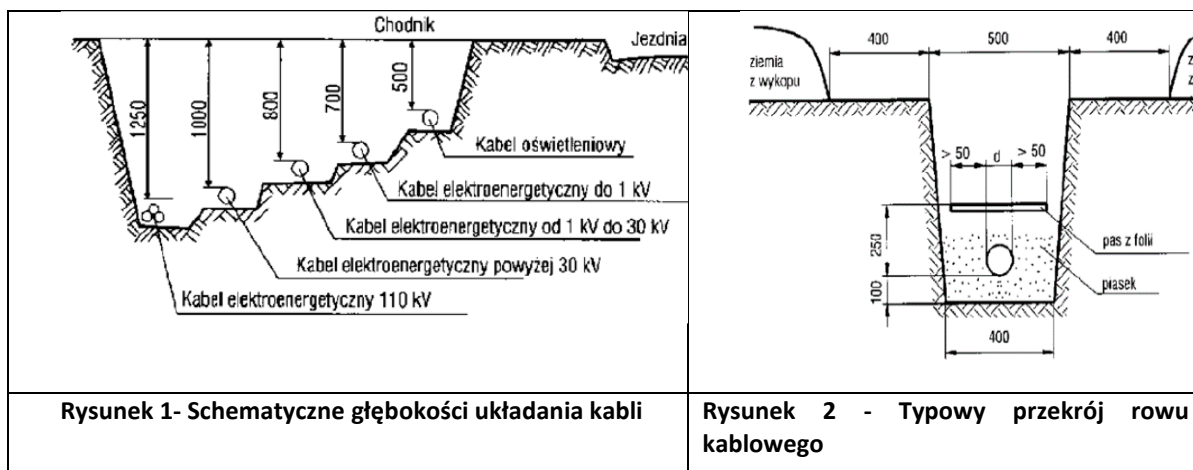 Chodnik
Jezdnia
1250
1000
800
700
500
Kabel oświetleniowy
Kabel elektroenergetyczny do 1 kV
Kabel elektroenergetyczny od 1 kV do 30 kV
Kabel elektroenergetyczny powyżej 30 kV
Kabel elektroenergetyczny 110 kV
Rysunek 1- Schematyczne głębokości układania kabli
400
500
400
ziemia
z wykopu
z
z
> 50
d
> 50
250
100
pas z folii
piasek
400
Rysunek 2 - Typowy przekrój rowu
kablowego